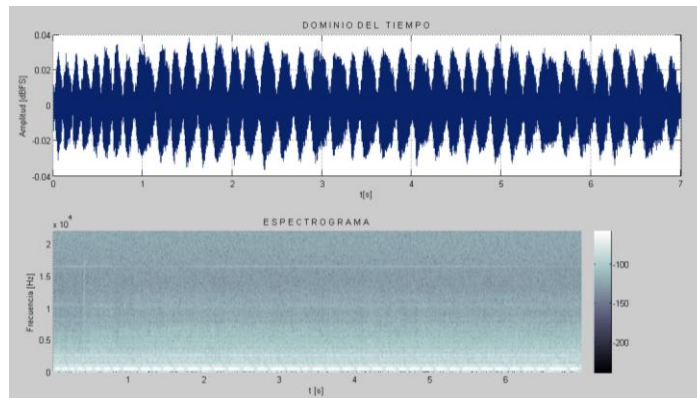 DOMINIO DEL TIEMPO
0.04
0.02
0
-0.02
-0.04
Amplitud [dBFS]
0 1 2 3 4 5 6 7
t[s]
ESPECTROGRAMA
x 10^4
2
1.5
1
0.5
0
Frecuencia [Hz]
1 2 3 4 5 6
t [s]
-100
-150
-200